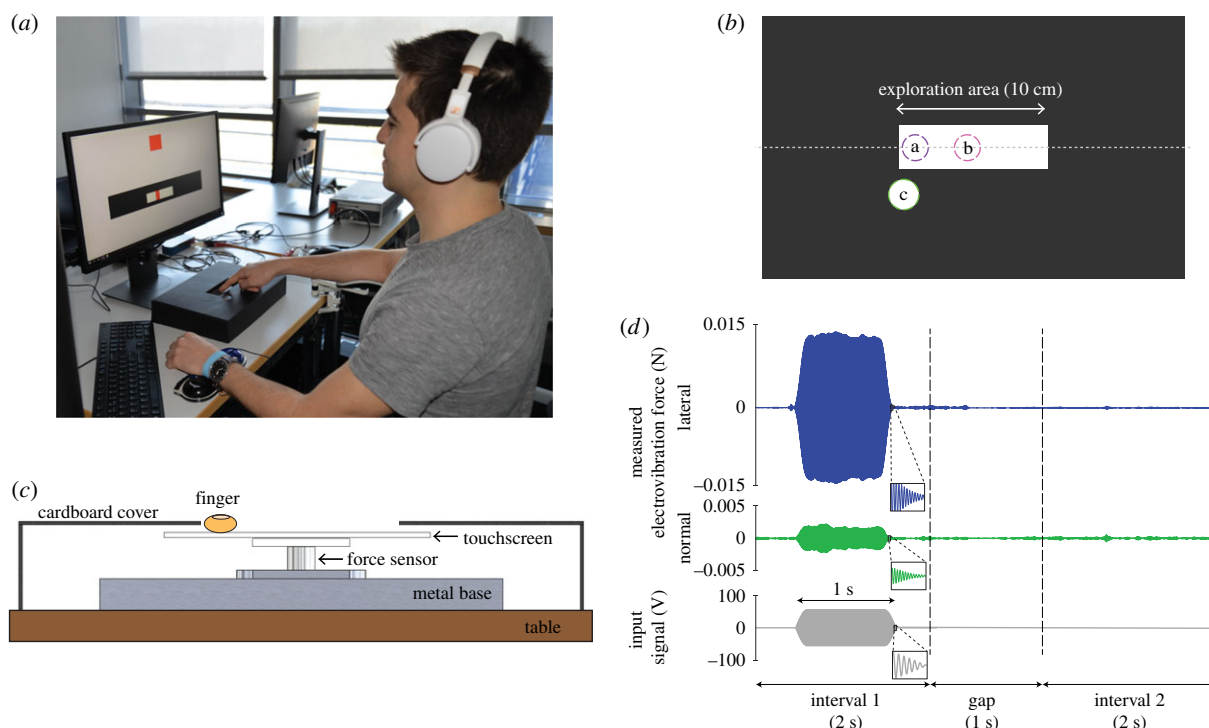 (a)
(b)
exploration area (10 cm)
a
b
c
(c)
finger
cardboard cover
touchscreen
force sensor
metal base
table
(d)
measured
electrovibration force (N)
lateral
0.015
0
–0.015
normal
0.005
0
–0.005
input
signal (V)
100
0
–100
1 s
interval 1
(2 s)
gap
(1 s)
interval 2
(2 s)